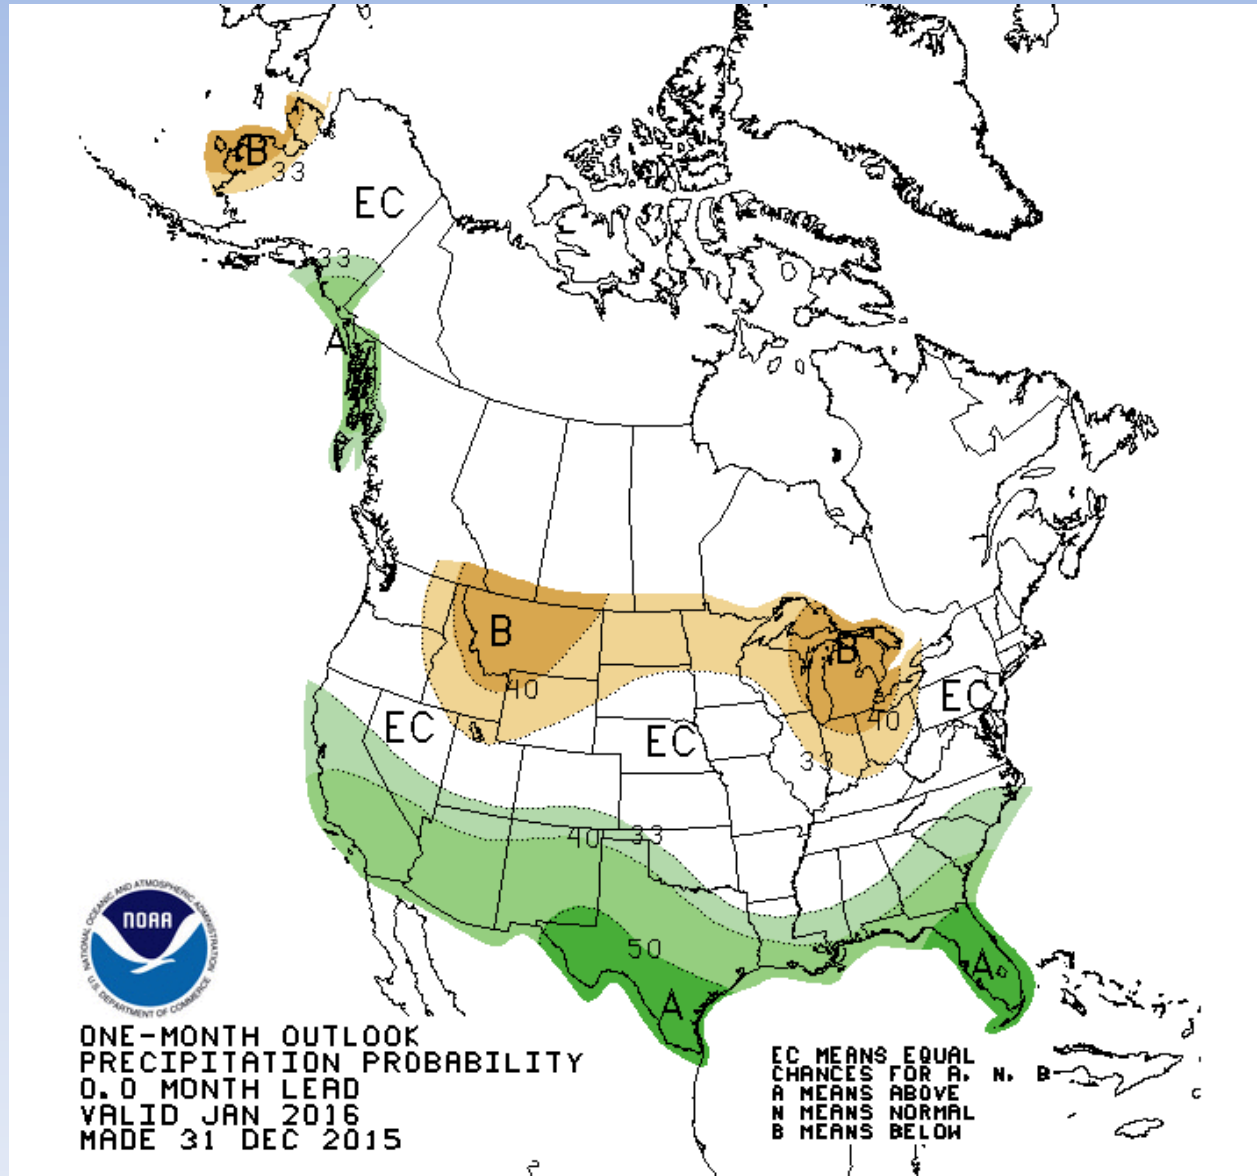 B
33
EC
33
A
B
40
B
40
EC
EC
EC
33
40 33
50
A
A
NATIONAL OCEANIC AND ATMOSPHERIC ADMINISTRATION
NOAA
U.S. DEPARTMENT OF COMMERCE
ONE-MONTH OUTLOOK
PRECIPITATION PROBABILITY
0.0 MONTH LEAD
VALID JAN 2016
MADE 31 DEC 2015
EC MEANS EQUAL
CHANCES FOR A, N, B
A MEANS ABOVE
N MEANS NORMAL
B MEANS BELOW